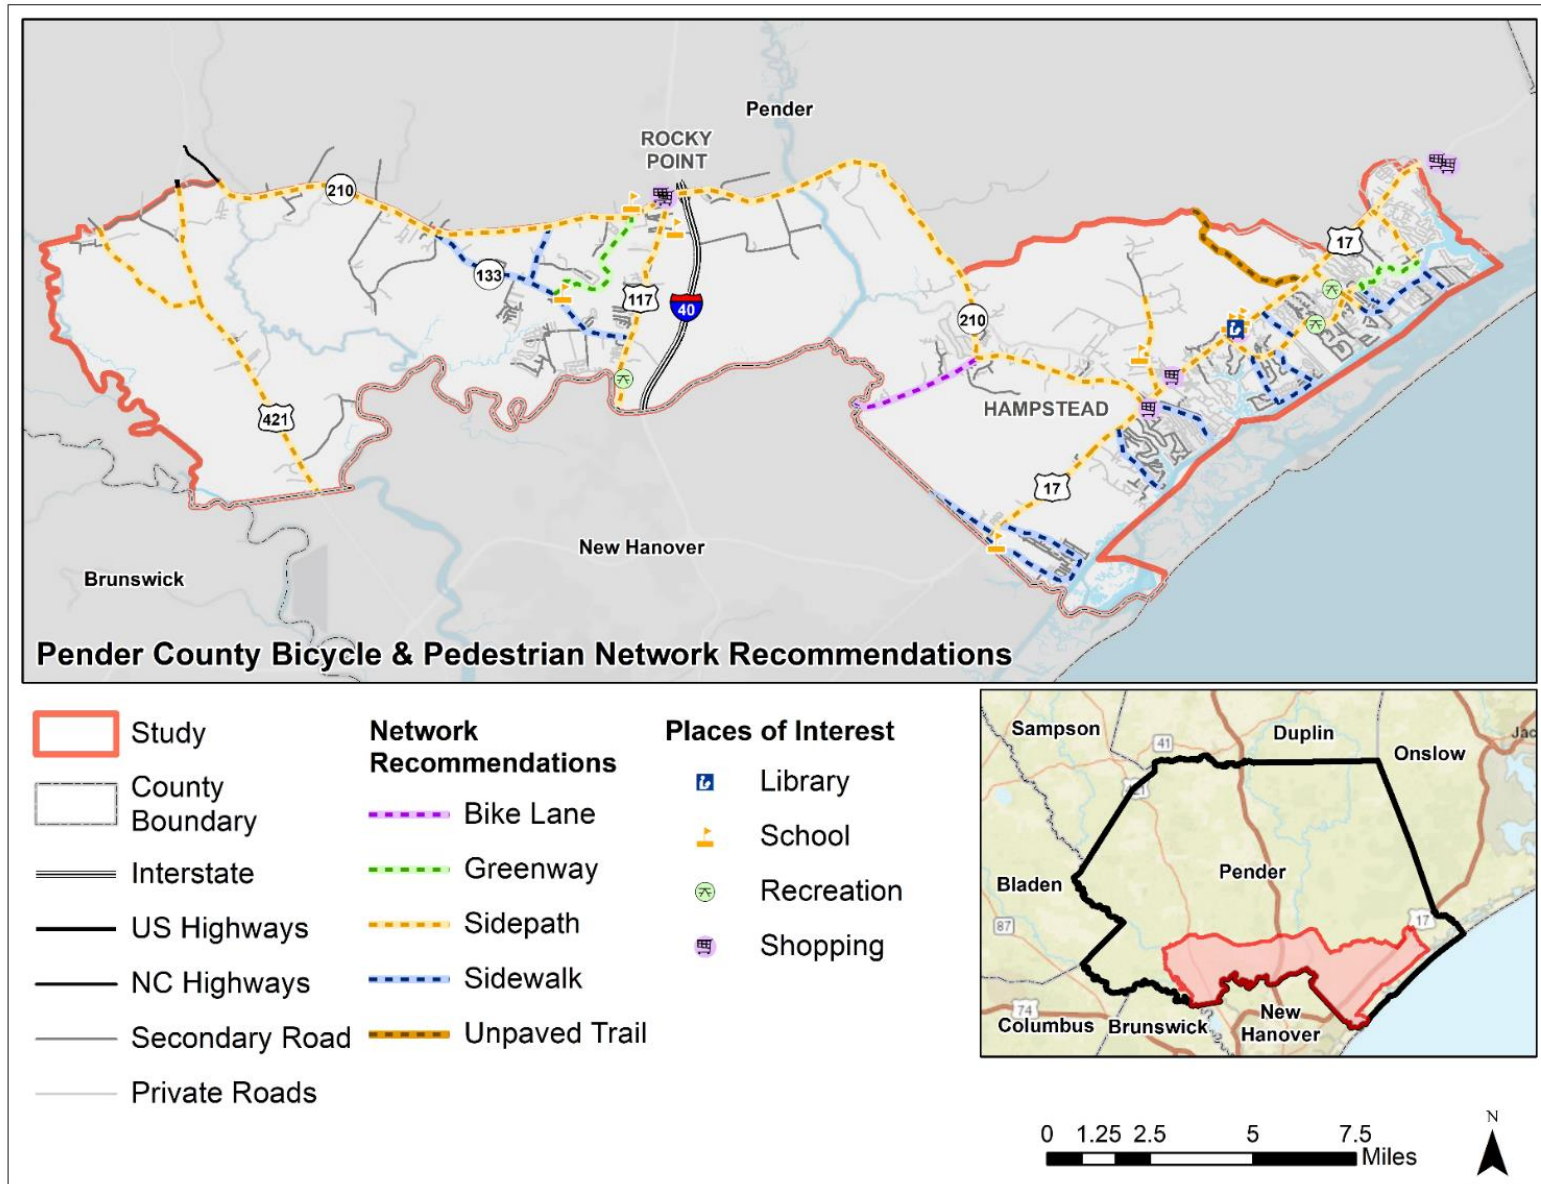 Pender
ROCKY
POINT
210
17
133
117
40
210
HAMPSTEAD
421
17
New Hanover
Brunswick
Pender County Bicycle & Pedestrian Network Recommendations
Study
County
Boundary
Interstate
US Highways
NC Highways
Secondary Road
Private Roads
Network
Recommendations
Bike Lane
Greenway
Sidepath
Sidewalk
Unpaved Trail
Places of Interest
Library
School
Recreation
Shopping
Sampson
Duplin
41
Onslow
Jac
421
Bladen
Pender
87
17
74
Columbus
Brunswick
New
Hanover
0 1.25 2.5 5 7.5
Miles
N